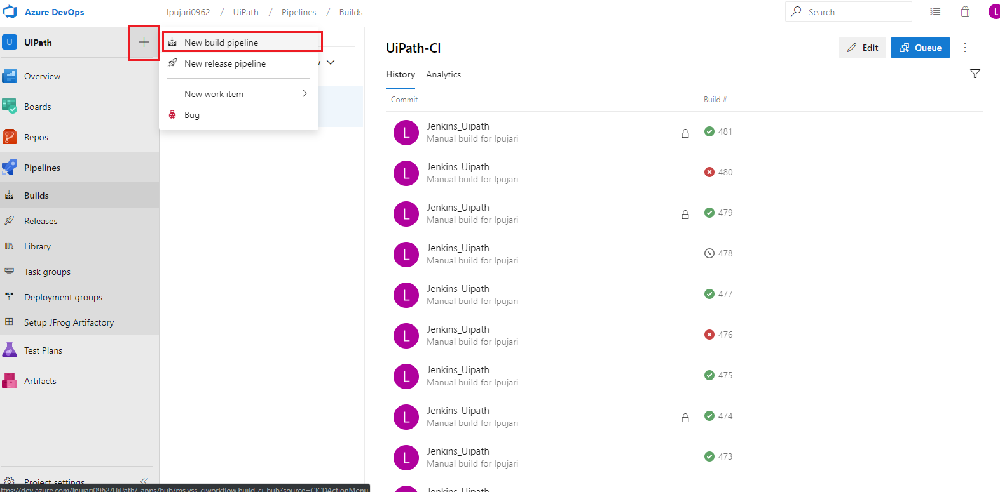 Azure DevOps
lpujari0962 / UiPath / Pipelines / Builds
Search
L
U UiPath
New build pipeline
New release pipeline
New work item
Bug
Overview
Boards
Repos
Pipelines
Builds
Releases
Library
Task groups
Deployment groups
Setup JFrog Artifactory
Test Plans
Artifacts
Project settings
https://dev.azure.com/lpujari0962/UiPath/_apps/hub/ms.vss-ciworkflow.build-ci-hub?source=CICDActionMenu
UiPath-CI
Edit
Queue
History Analytics
Commit Build #
L Jenkins_Uipath 481
Manual build for lpujari
L Jenkins_Uipath 480
Manual build for lpujari
L Jenkins_Uipath 479
Manual build for lpujari
L Jenkins_Uipath 478
Manual build for lpujari
L Jenkins_Uipath 477
Manual build for lpujari
L Jenkins_Uipath 476
Manual build for lpujari
L Jenkins_Uipath 475
Manual build for lpujari
L Jenkins_Uipath 474
Manual build for lpujari
L Jenkins_Uipath 473
Manual build for lpujari
Jenkins_Uipath